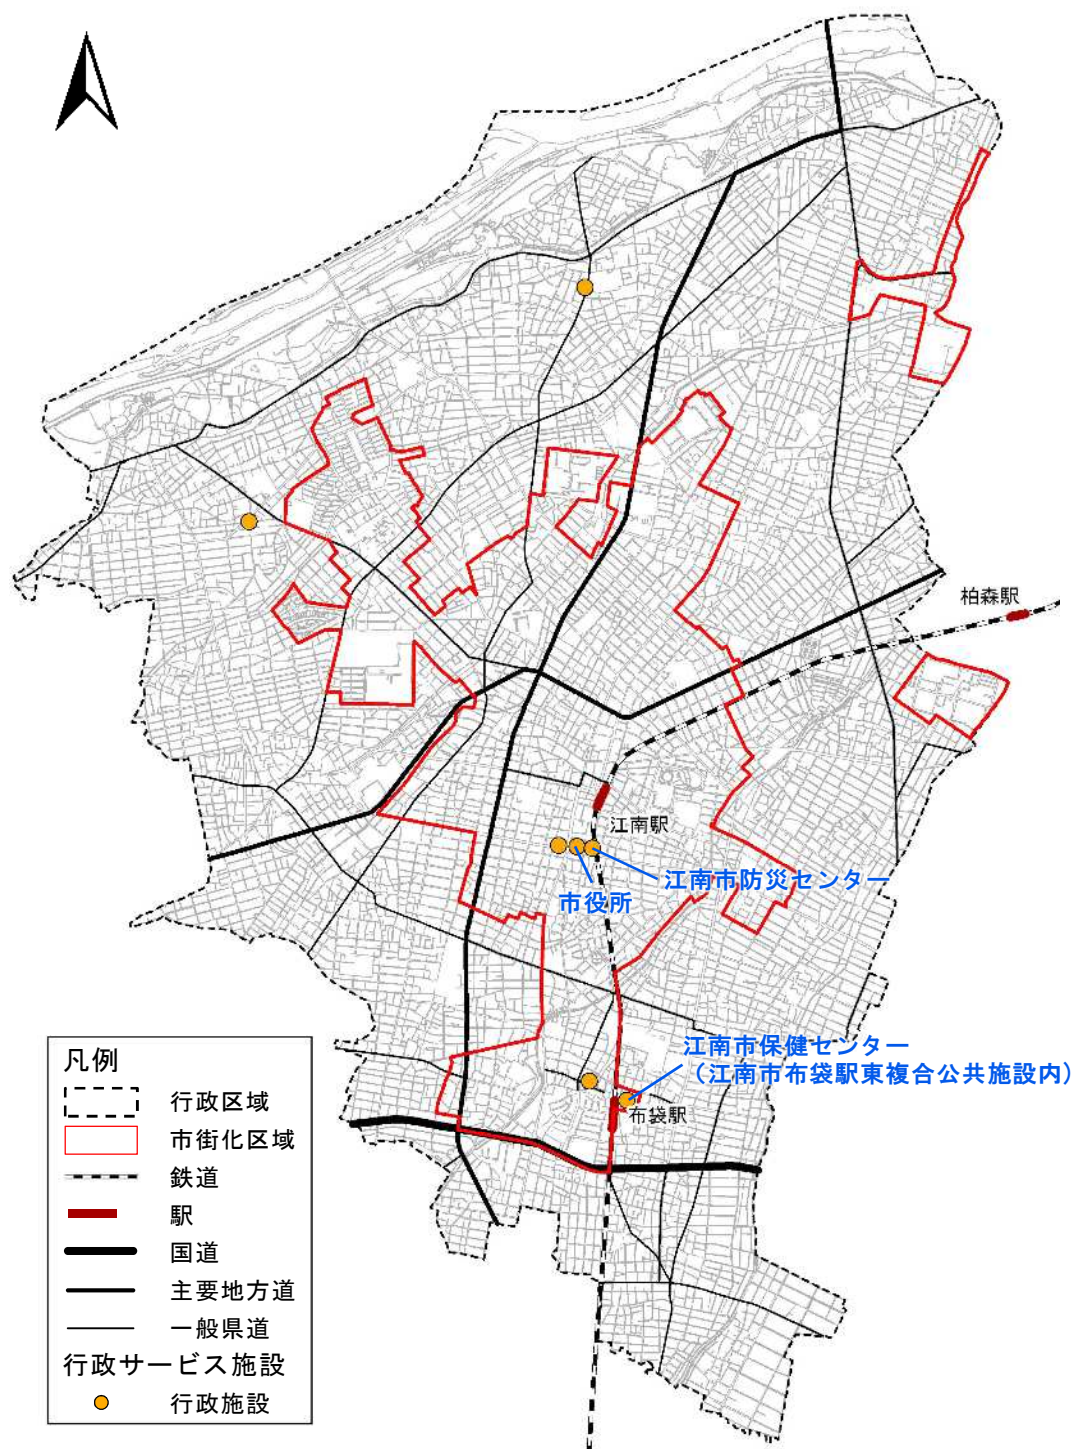 柏森駅
江南駅
江南市防災センター
市役所
江南市保健センター
（江南市布袋駅東複合公共施設内）
布袋駅
凡例
行政区域
市街化区域
鉄道
駅
国道
主要地方道
一般県道
行政サービス施設
行政施設